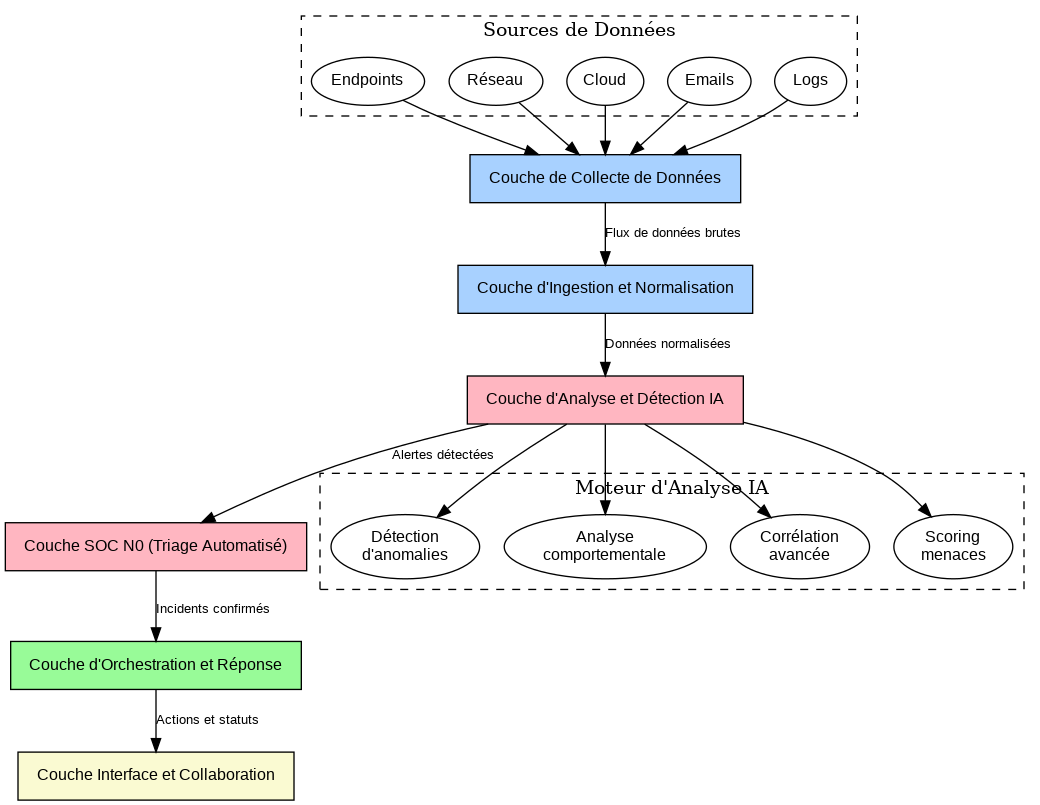 Sources de Données
Endpoints
Réseau
Cloud
Emails
Logs
Couche de Collecte de Données
Flux de données brutes
Couche d'Ingestion et Normalisation
Données normalisées
Couche d'Analyse et Détection IA
Alertes détectées
Moteur d'Analyse IA
Détection
d'anomalies
Analyse
comportementale
Corrélation
avancée
Scoring
menaces
Couche SOC N0 (Triage Automatisé)
Incidents confirmés
Couche d'Orchestration et Réponse
Actions et statuts
Couche Interface et Collaboration